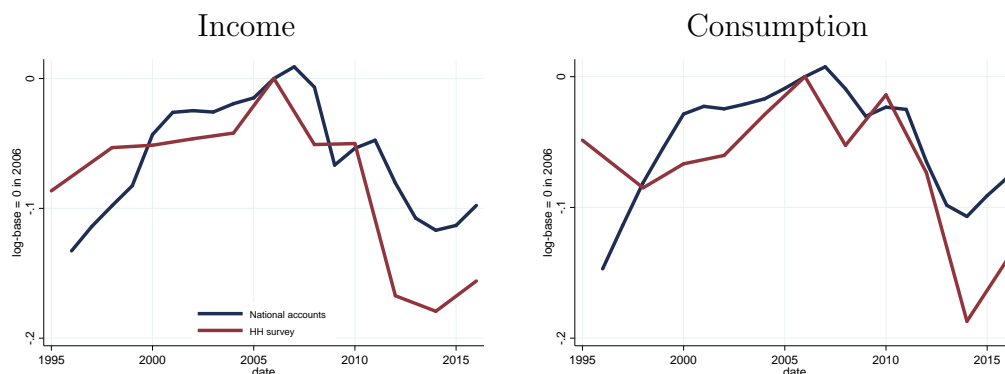 Income
Consumption
log-base = 0 in 2006
0
-.1
-.2
National accounts
HH survey
1995
2000
2005
2010
2015
date
log-base = 0 in 2006
0
-.1
-.2
1995
2000
2005
2010
2015
date